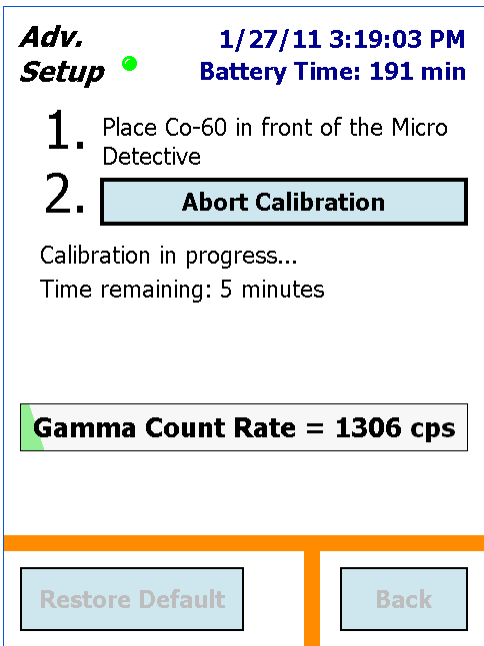 Adv.
Setup
1/27/11 3:19:03 PM
Battery Time: 191 min
1. Place Co-60 in front of the Micro
Detective
2. Abort Calibration
Calibration in progress...
Time remaining: 5 minutes
Gamma Count Rate = 1306 cps
Restore Default
Back